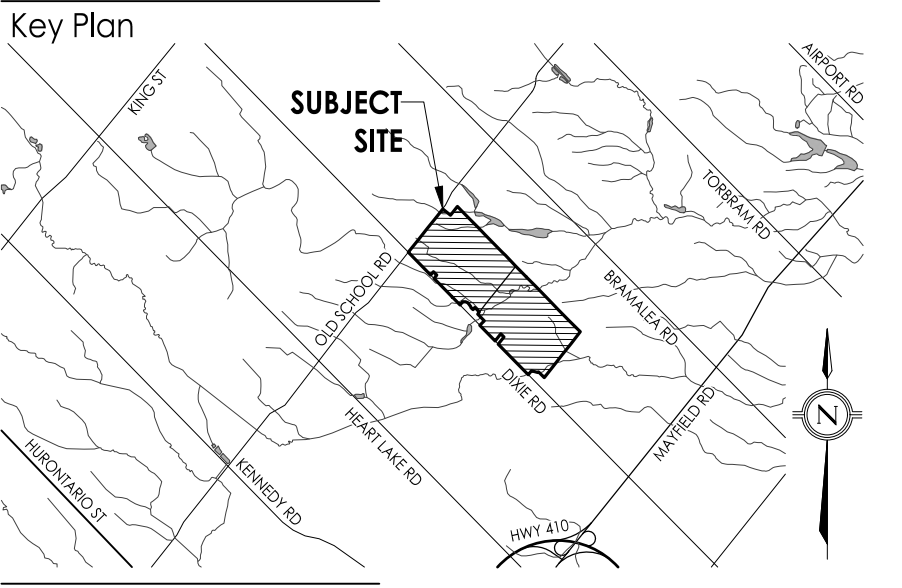 Key Plan
KING ST
AIRPORT RD
SUBJECT
SITE
TORBRAM RD
OLD SCHOOL RD
BRAMALEA RD
DIXIE RD
MAYFIELD RD
HEART LAKE RD
HURONTARIO ST
KENNEDY RD
HWY 410
N